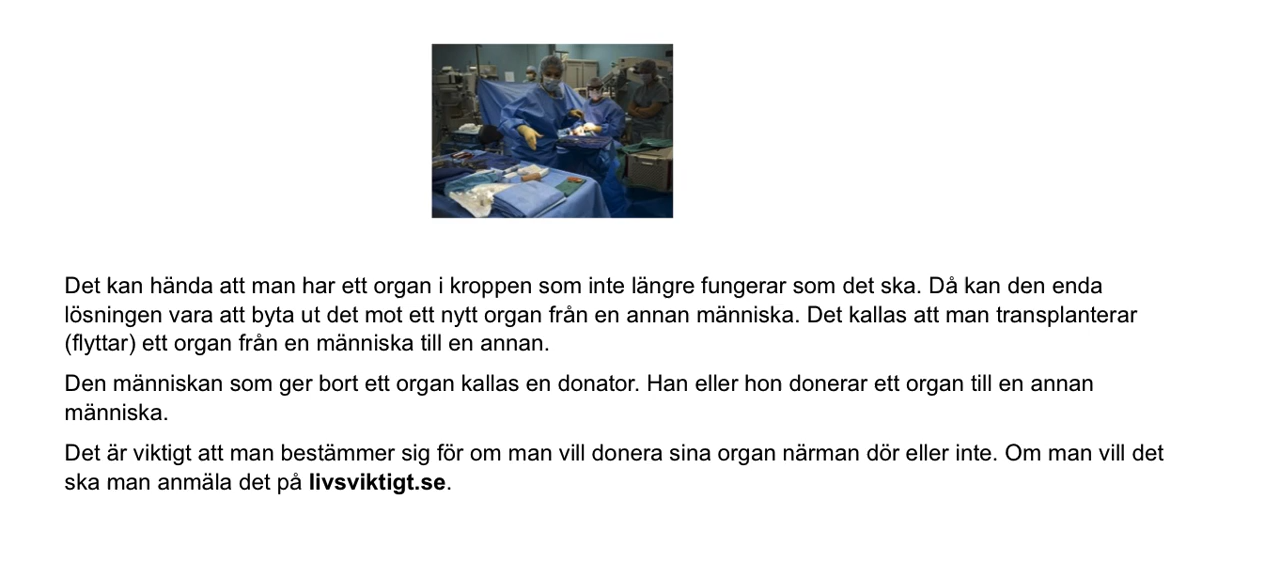 Det kan hända att man har ett organ i kroppen som inte längre fungerar som det ska. Då kan den enda
lösningen vara att byta ut det mot ett nytt organ från en annan människa. Det kallas att man transplanterar
(flyttar) ett organ från en människa till en annan.
Den människan som ger bort ett organ kallas en donator. Han eller hon donerar ett organ till en annan
människa.
Det är viktigt att man bestämmer sig för om man vill donera sina organ närman dör eller inte. Om man vill det
ska man anmäla det på livsviktigt.se.